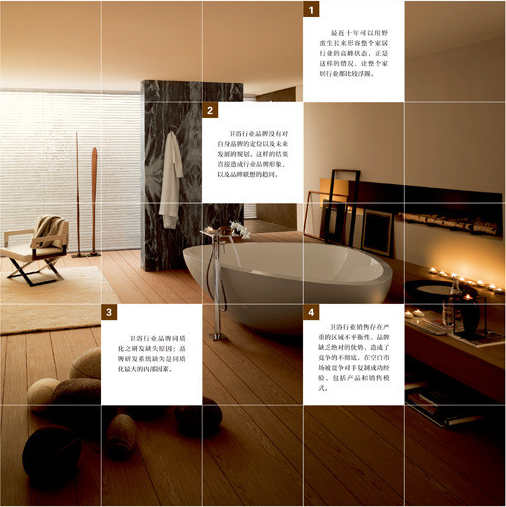 1
最近十年可以用野
蛮生长来形容整个家居
行业的高峰状态，正是
这样的情况，让整个家
居行业都比较浮躁。
2
卫浴行业品牌没有对
自身品牌的定位以及未来
发展的规划。这样的结果
直接造成行业品牌形象、
以及品牌联想的趋同。
3
卫浴行业品牌同质
化之研发缺失原因：品
牌研发系统缺失是同质
化最大的内部因素。
4
卫浴行业销售存在严
重的区域不平衡性，品牌
缺乏绝对的优势，造成了
竞争的不彻底，在空白市
场被竞争对手复制成功经
验，包括产品和销售模
式。